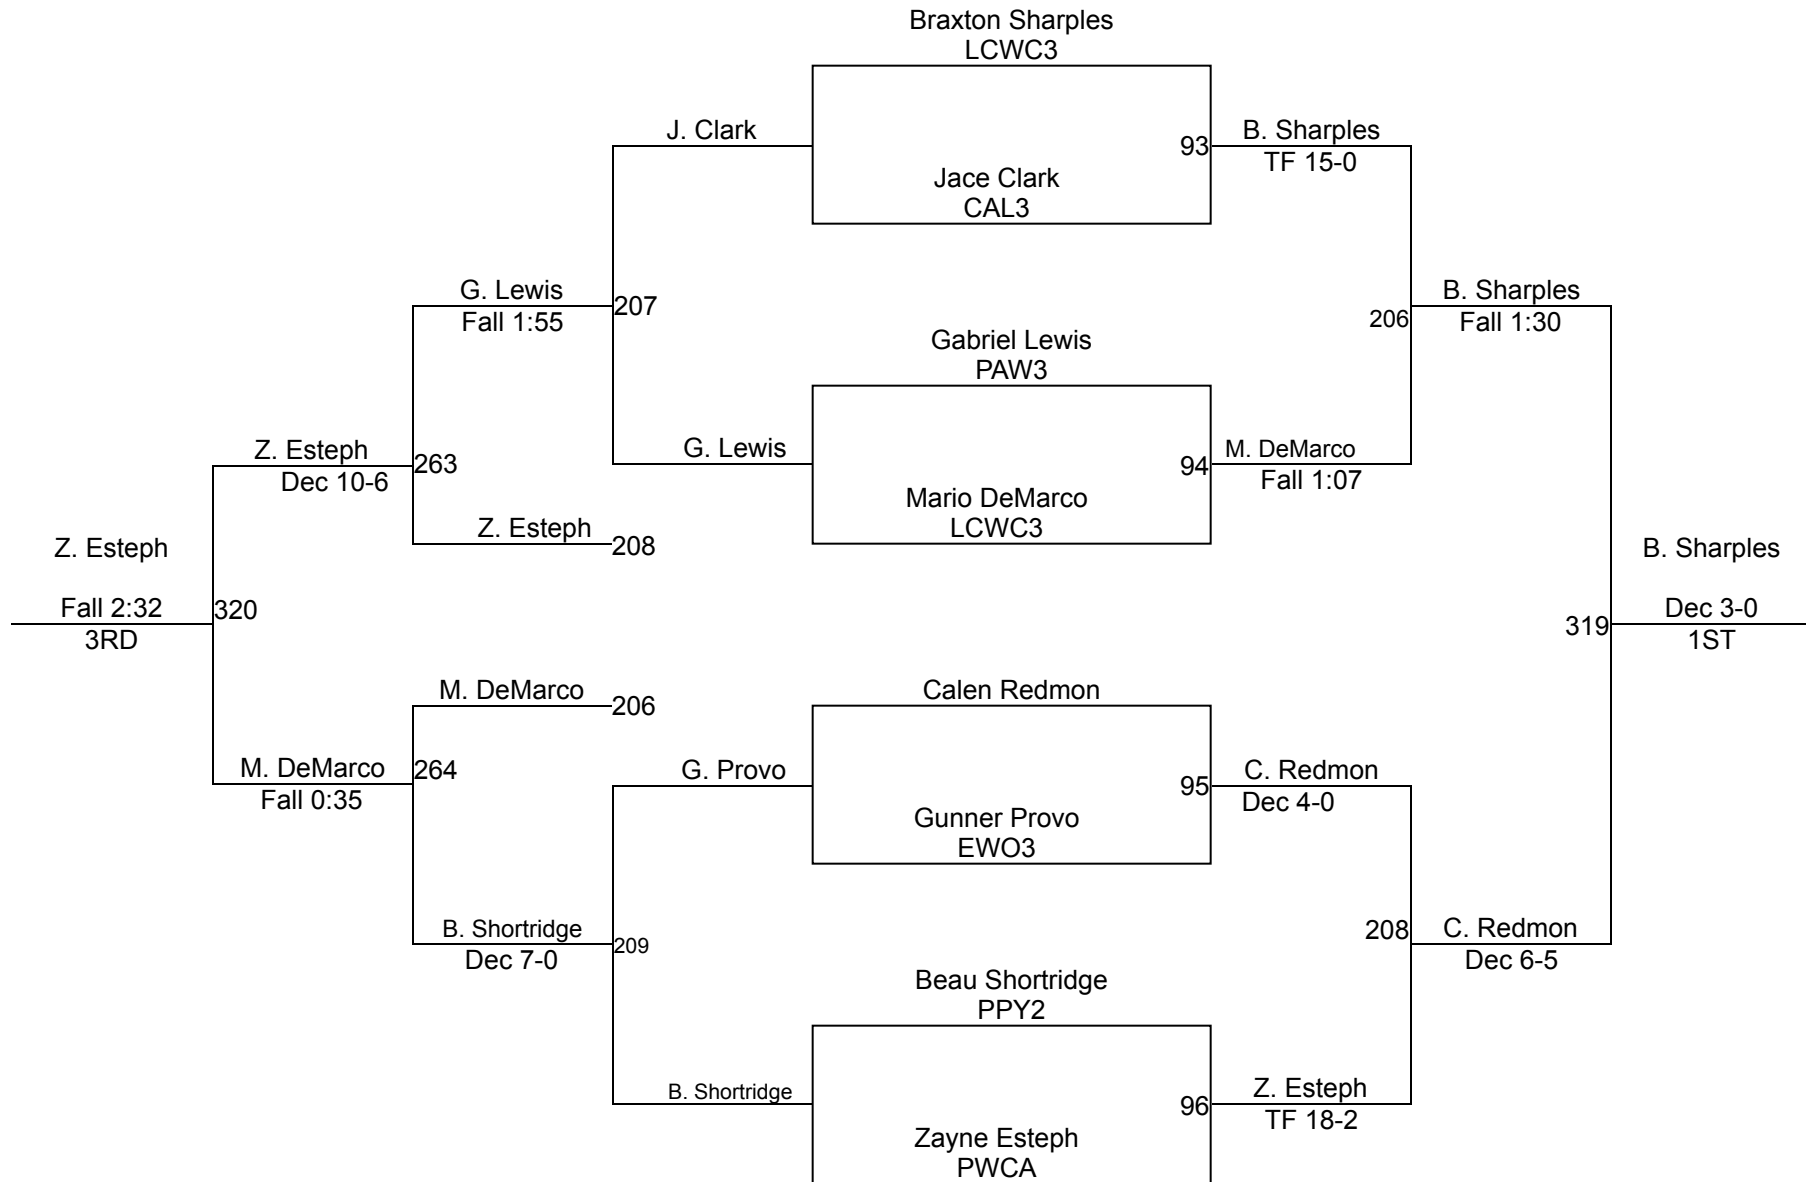 Braxton Sharples
LCWC3
J. Clark
93
B. Sharples
TF 15-0
Jace Clark
CAL3
G. Lewis
Fall 1:55
207
206
B. Sharples
Fall 1:30
Gabriel Lewis
PAW3
Z. Esteph
Dec 10-6
263
G. Lewis
94
M. DeMarco
Fall 1:07
Mario DeMarco
LCWC3
Z. Esteph
208
Z. Esteph
Fall 2:32
3RD
320
B. Sharples
Dec 3-0
1ST
319
M. DeMarco
206
Calen Redmon
M. DeMarco
Fall 0:35
264
G. Provo
95
C. Redmon
Dec 4-0
Gunner Provo
EWO3
B. Shortridge
Dec 7-0
209
208
C. Redmon
Dec 6-5
Beau Shortridge
PPY2
B. Shortridge
96
Z. Esteph
TF 18-2
Zayne Esteph
PWCA